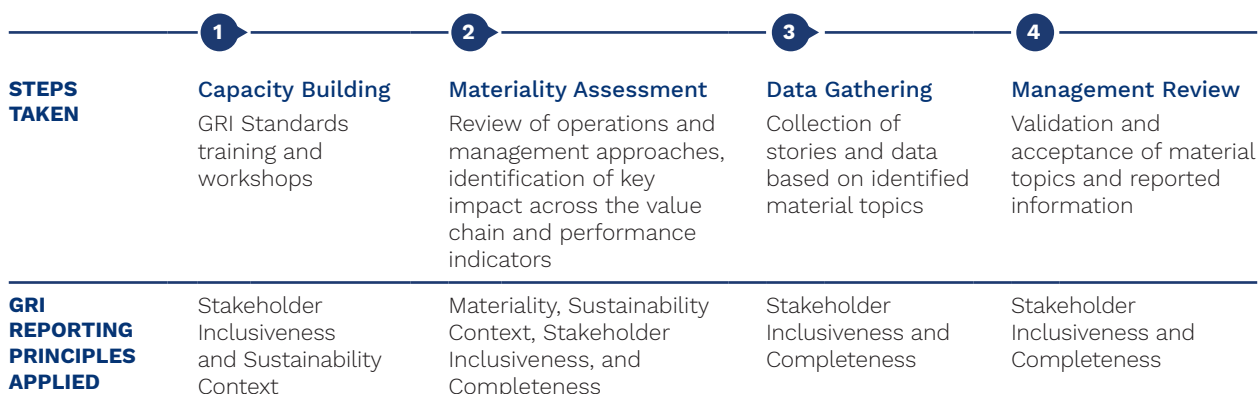 1
2
3
4
STEPS
TAKEN
Capacity Building
GRI Standards
training and
workshops
Materiality Assessment
Review of operations and
management approaches,
identification of key
impact across the value
chain and performance
indicators
Data Gathering
Collection of
stories and data
based on identified
material topics
Management Review
Validation and
acceptance of material
topics and reported
information
GRI
REPORTING
PRINCIPLES
APPLIED
Stakeholder
Inclusiveness
and Sustainability
Context
Materiality, Sustainability
Context, Stakeholder
Inclusiveness, and
Completeness
Stakeholder
Inclusiveness and
Completeness
Stakeholder
Inclusiveness and
Completeness